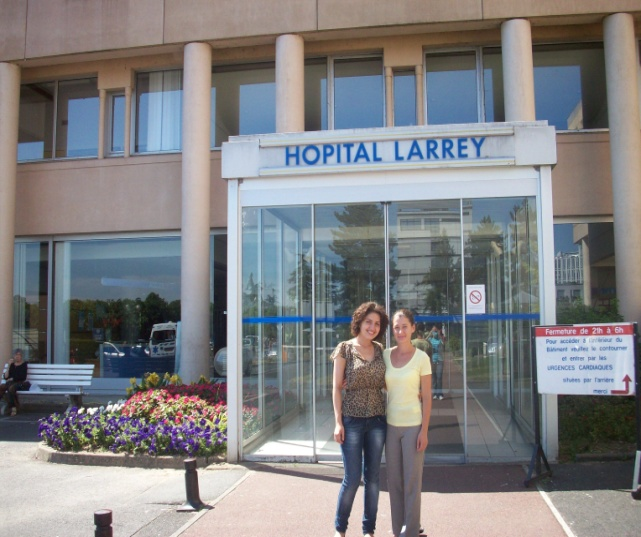 HOPITAL LARREY
Fermeture de 21h à 6h
Pour accéder à l'intérieur du
Bâtiment veuillez le contourner
et entrer par les
URGENCES CARDIAQUES
situées par l'arrière
merci